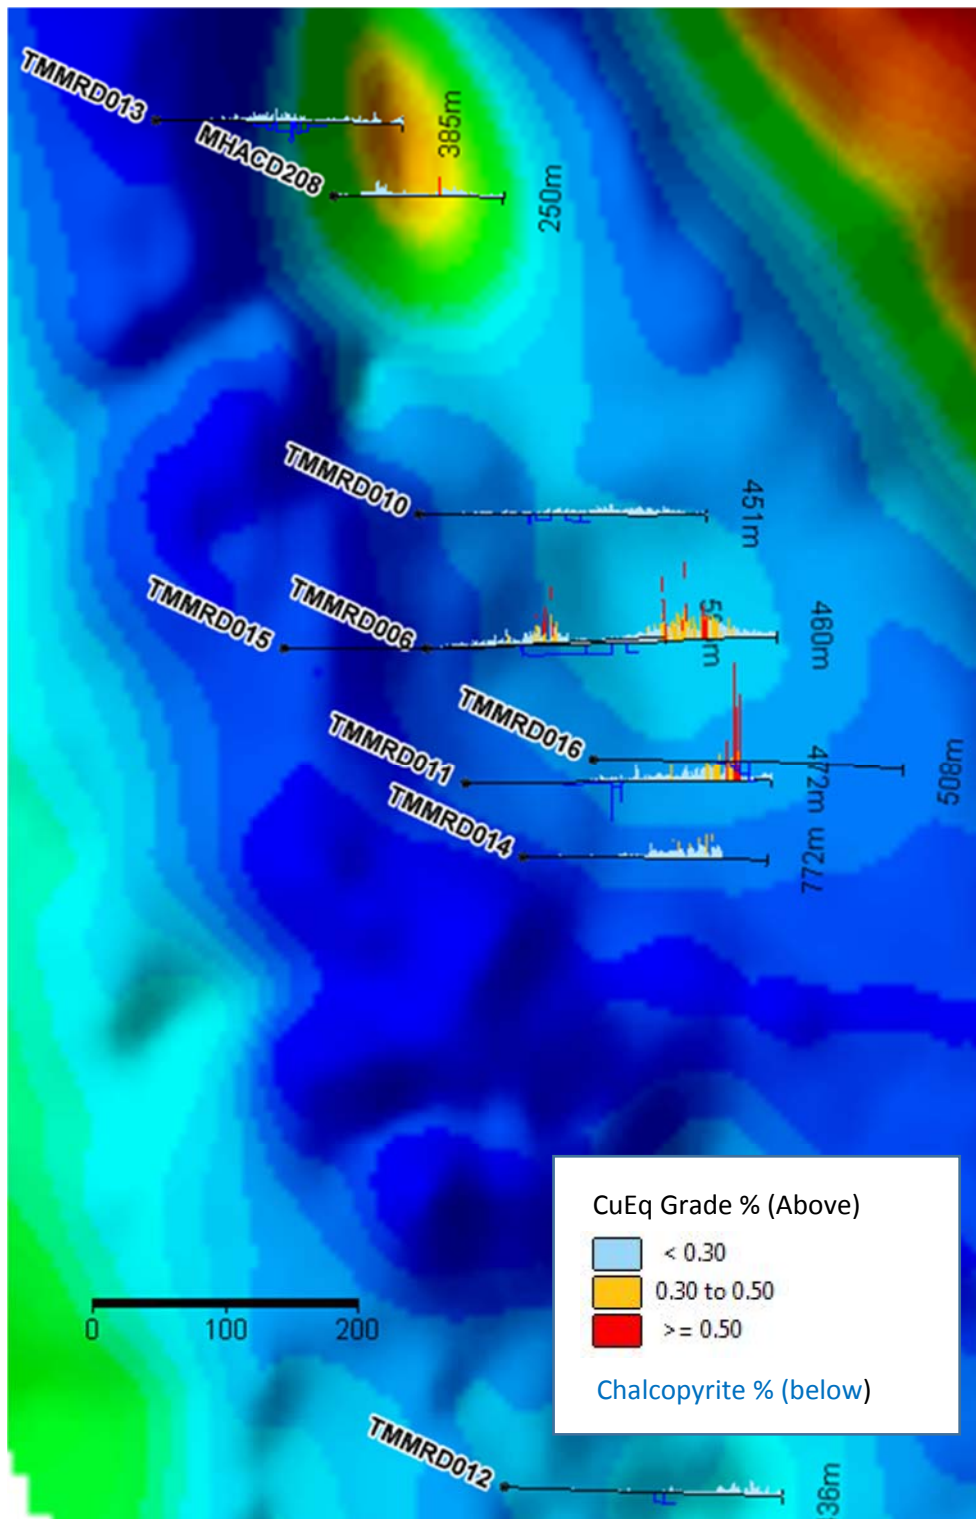 TMMRD013
MHACD208
385m
250m
TMMRD010
451m
TMMRD015
TMMRD006
460m
TMMRD016
TMMRD011
472m
508m
TMMRD014
277m
CuEq Grade % (Above)
< 0.30
0.30 to 0.50
>= 0.50
Chalcopyrite % (below)
0 100 200
TMMRD012
36m